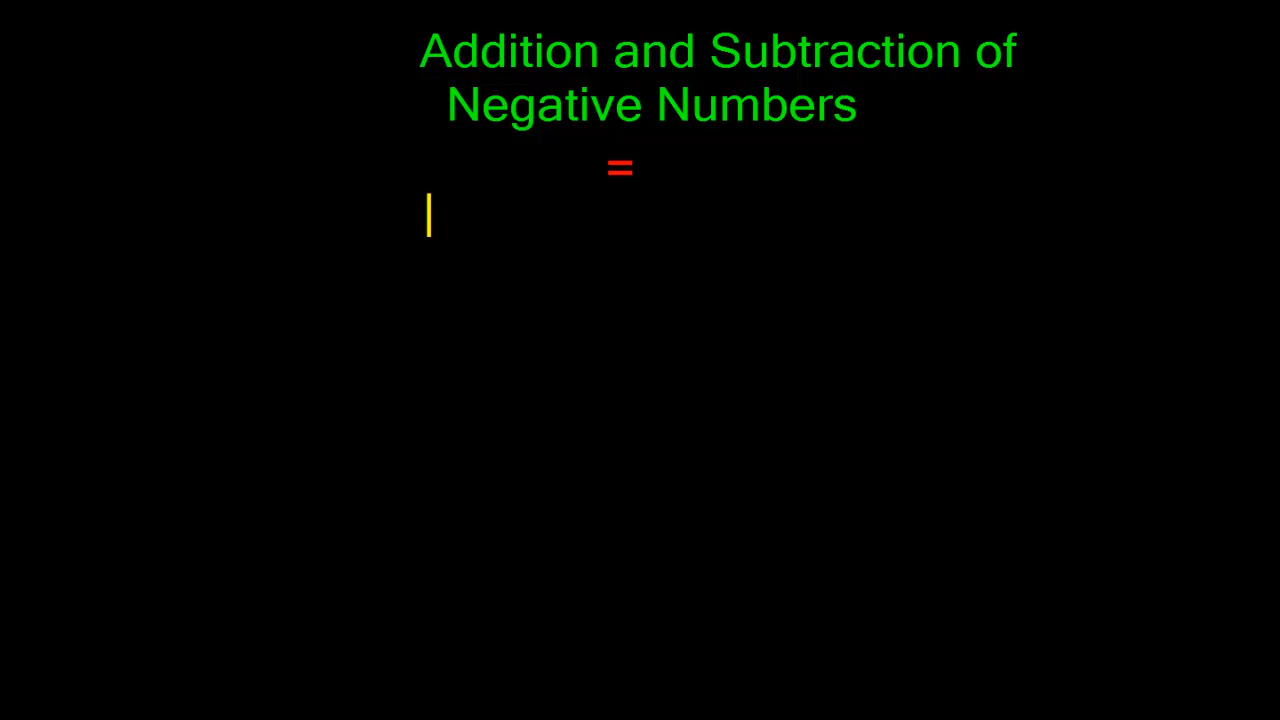 Addition and Subtraction of
Negative Numbers
=
|